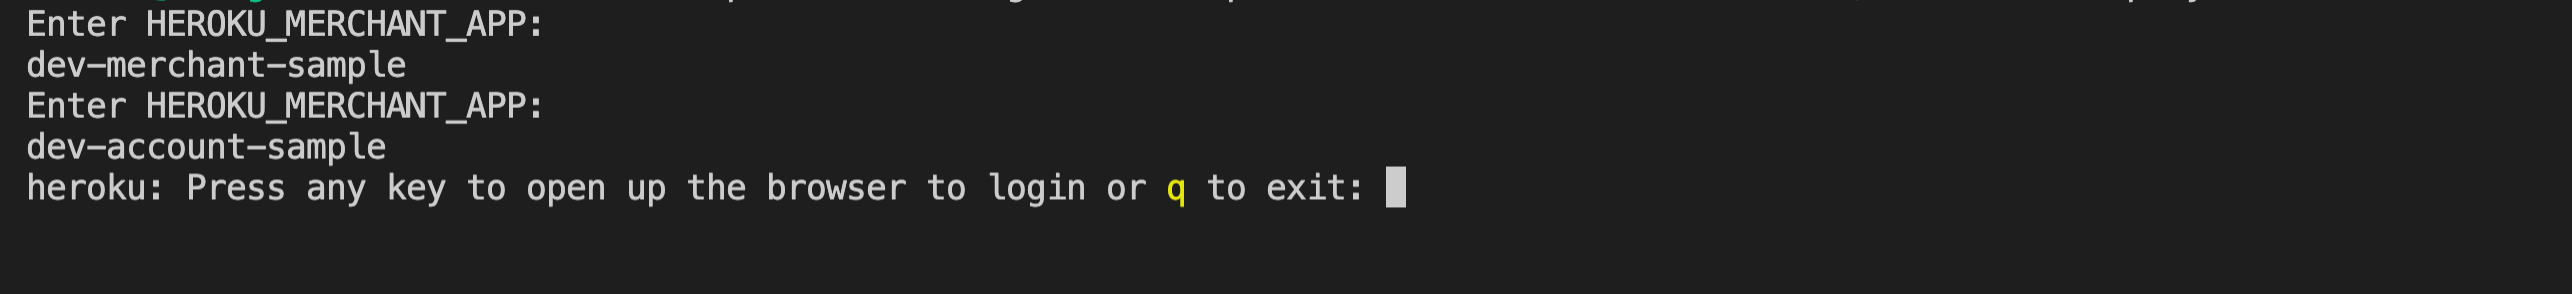 Enter HEROKU_MERCHANT_APP:
dev-merchant-sample
Enter HEROKU_MERCHANT_APP:
dev-account-sample
heroku: Press any key to open up the browser to login or q to exit: